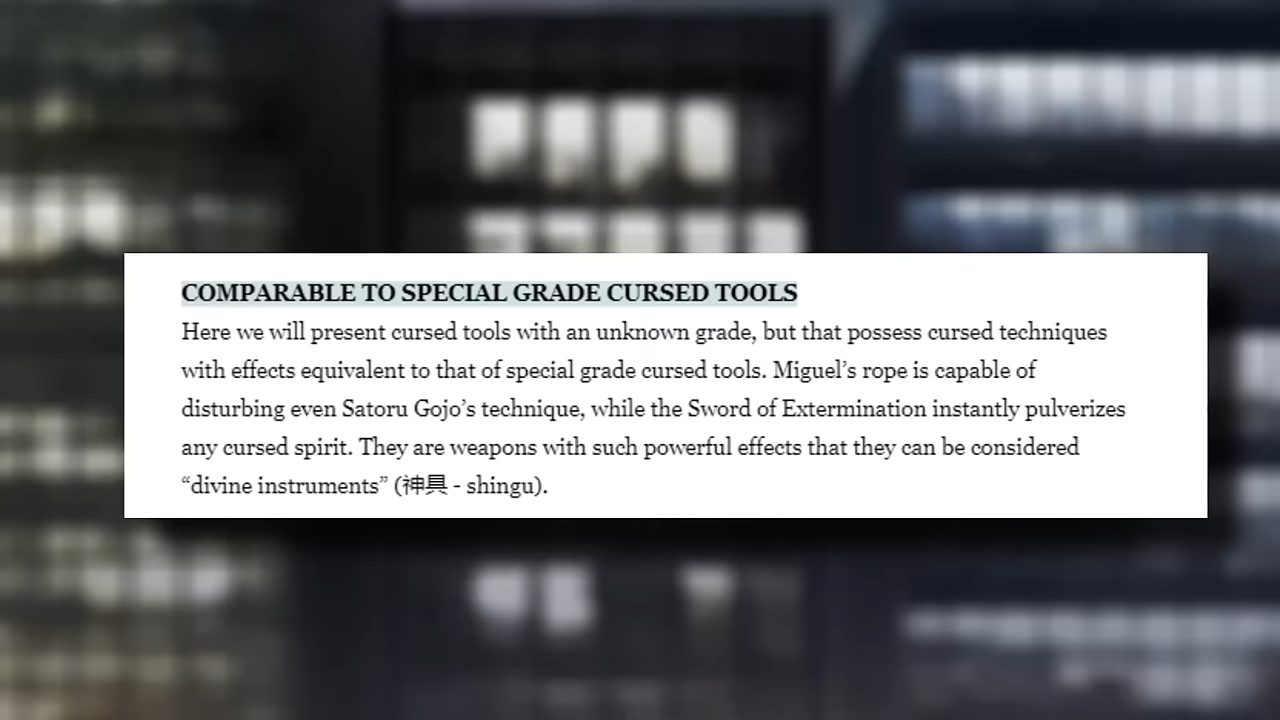 COMPARABLE TO SPECIAL GRADE CURSED TOOLS
Here we will present cursed tools with an unknown grade, but that possess cursed techniques
with effects equivalent to that of special grade cursed tools. Miguel’s rope is capable of
disturbing even Satoru Gojo’s technique, while the Sword of Extermination instantly pulverizes
any cursed spirit. They are weapons with such powerful effects that they can be considered
“divine instruments” (神具 - shingu).